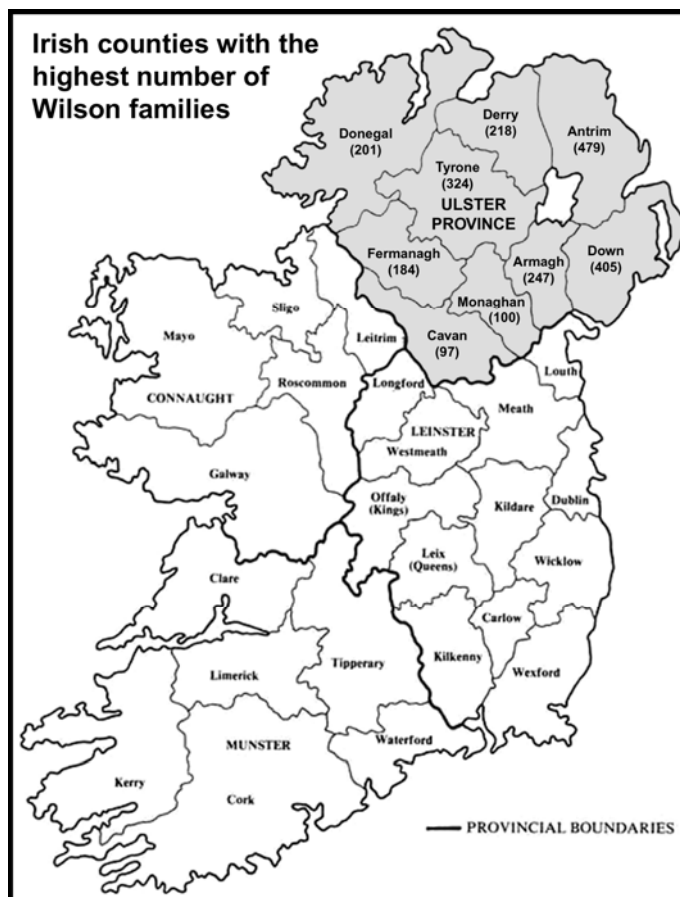 Irish counties with the
highest number of
Wilson families
Donegal
(201)
Derry
(218)
Antrim
(479)
Tyrone
(324)
ULSTER
PROVINCE
Fermanagh
(184)
Armagh
(247)
Down
(405)
Monaghan
(100)
Cavan
(97)
Sligo
Mayo
Leitrim
Roscommon
CONNAUGHT
Longford
Louth
Meath
LEINSTER
Westmeath
Galway
Offaly
(Kings)
Kildare
Dublin
Leix
(Queens)
Wicklow
Clare
Carlow
Kilkenny
Wexford
Tipperary
Limerick
MUNSTER
Waterford
Kerry
Cork
PROVINCIAL BOUNDARIES